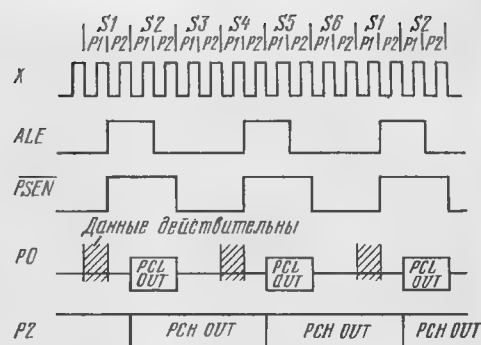 S1 S2 S3 S4 S5 S6 S1 S2
P1 P2 P1 P2 P1 P2 P1 P2 P1 P2 P1 P2 P1 P2 P1 P2
X
ALE
PSEN
Данные действительны
P0
PCL OUT
PCL OUT
PCL OUT
P2
PCH OUT
PCH OUT
PCH OUT